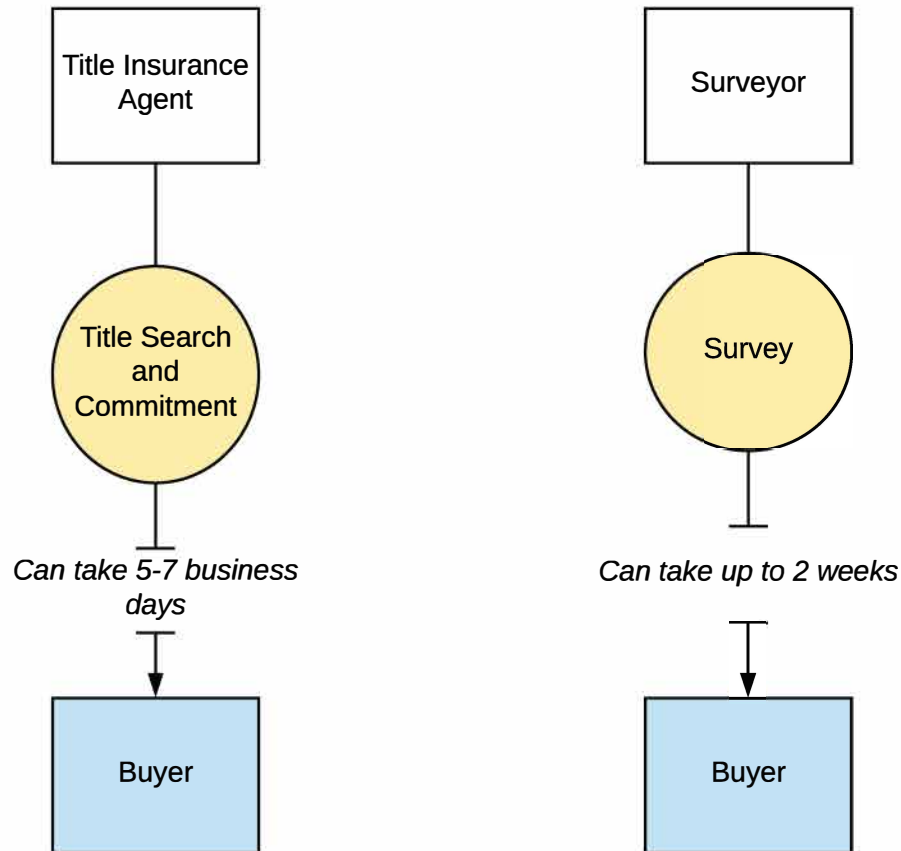 Title Insurance
Agent
Surveyor
Title Search
and
Commitment
Survey
Can take 5-7 business
days
Can take up to 2 weeks
Buyer
Buyer